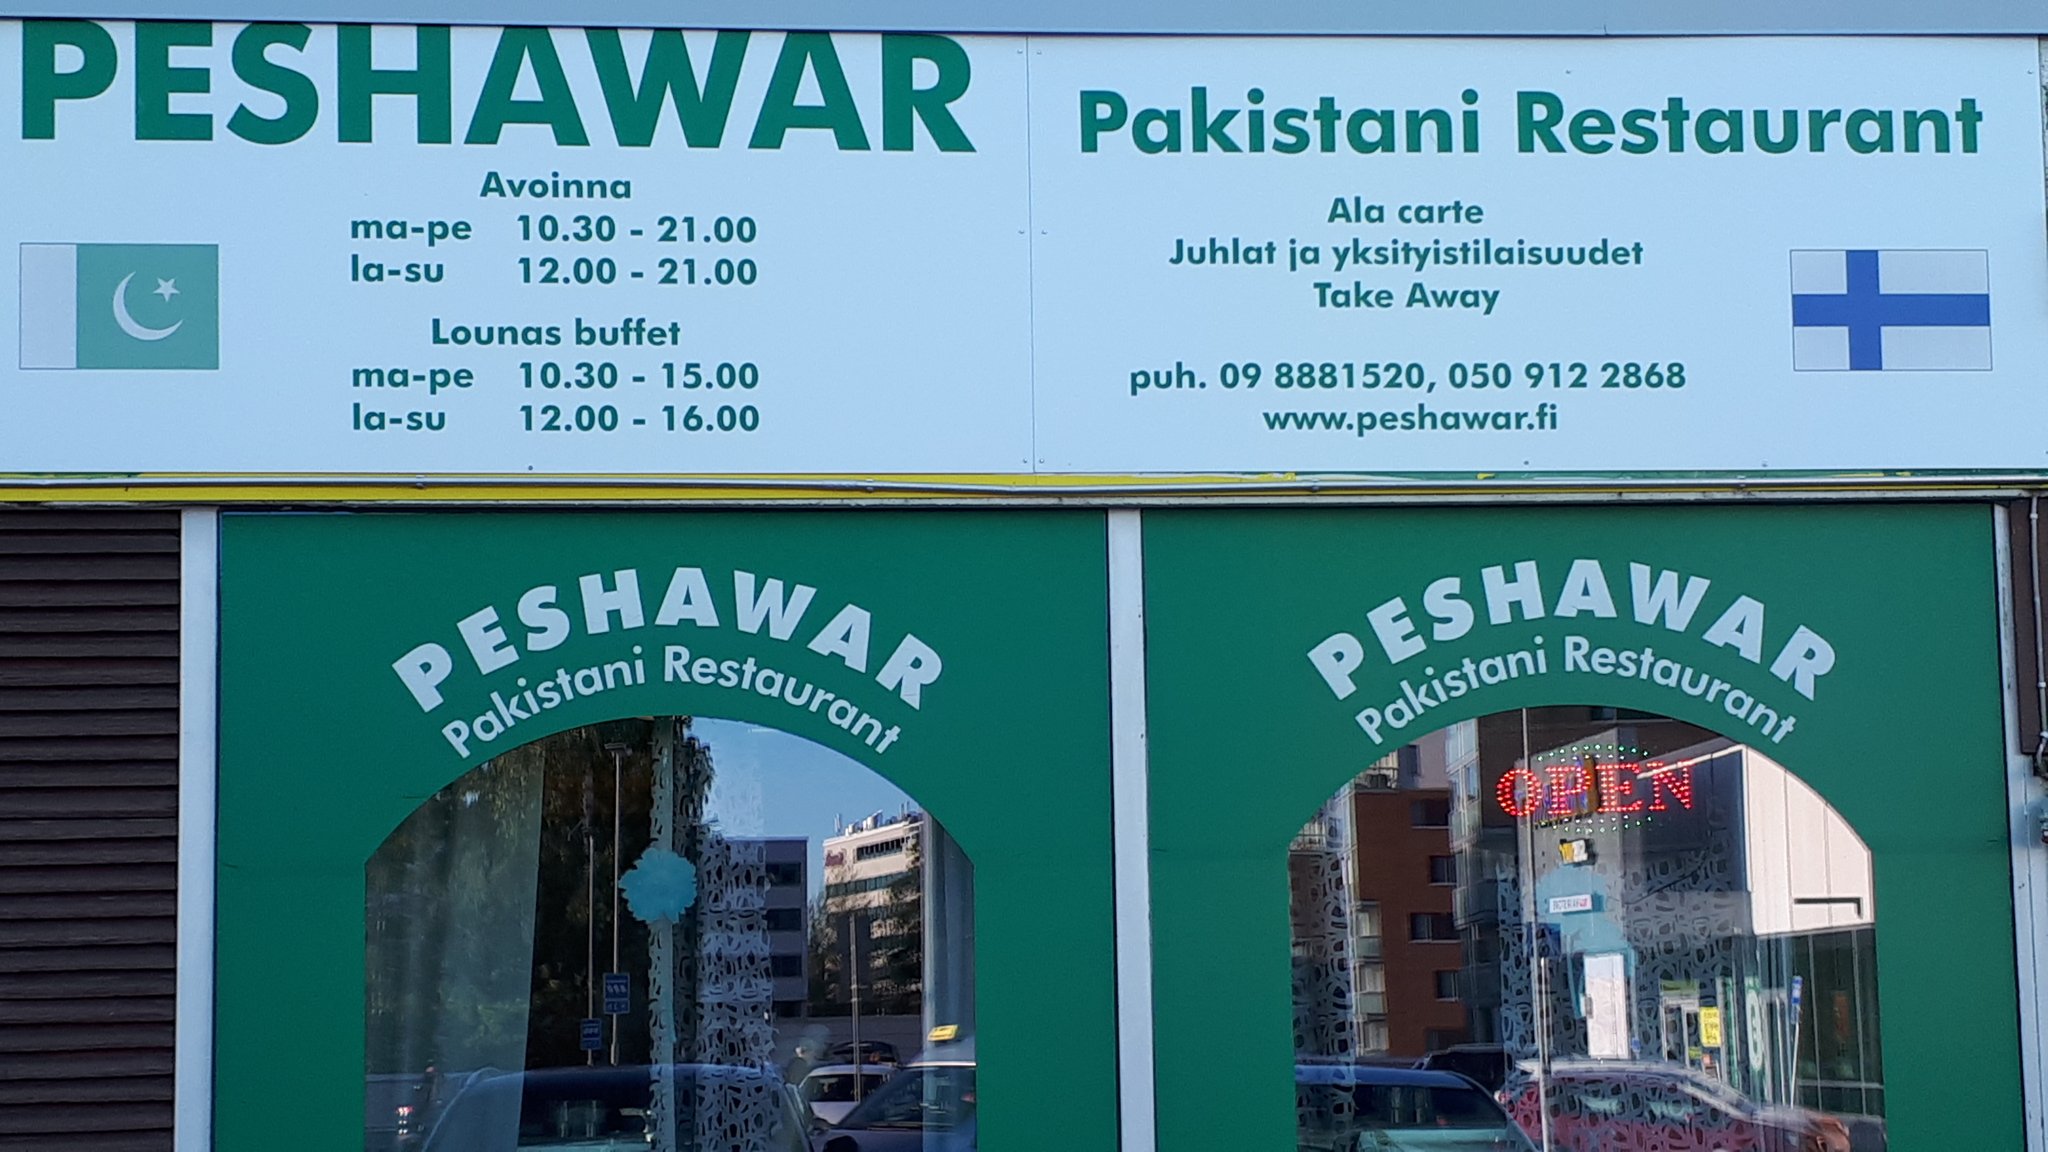 PESHAWAR
Avoinna
ma-pe 10.30 - 21.00
la-su 12.00 - 21.00
Lounas buffet
ma-pe 10.30 - 15.00
la-su 12.00 - 16.00
Pakistani Restaurant
Ala carte
Juhlat ja yksityistilaisuudet
Take Away
puh. 09 8881520, 050 912 2868
www.peshawar.fi
PESHAWAR
Pakistani Restaurant
PESHAWAR
Pakistani Restaurant
OPEN